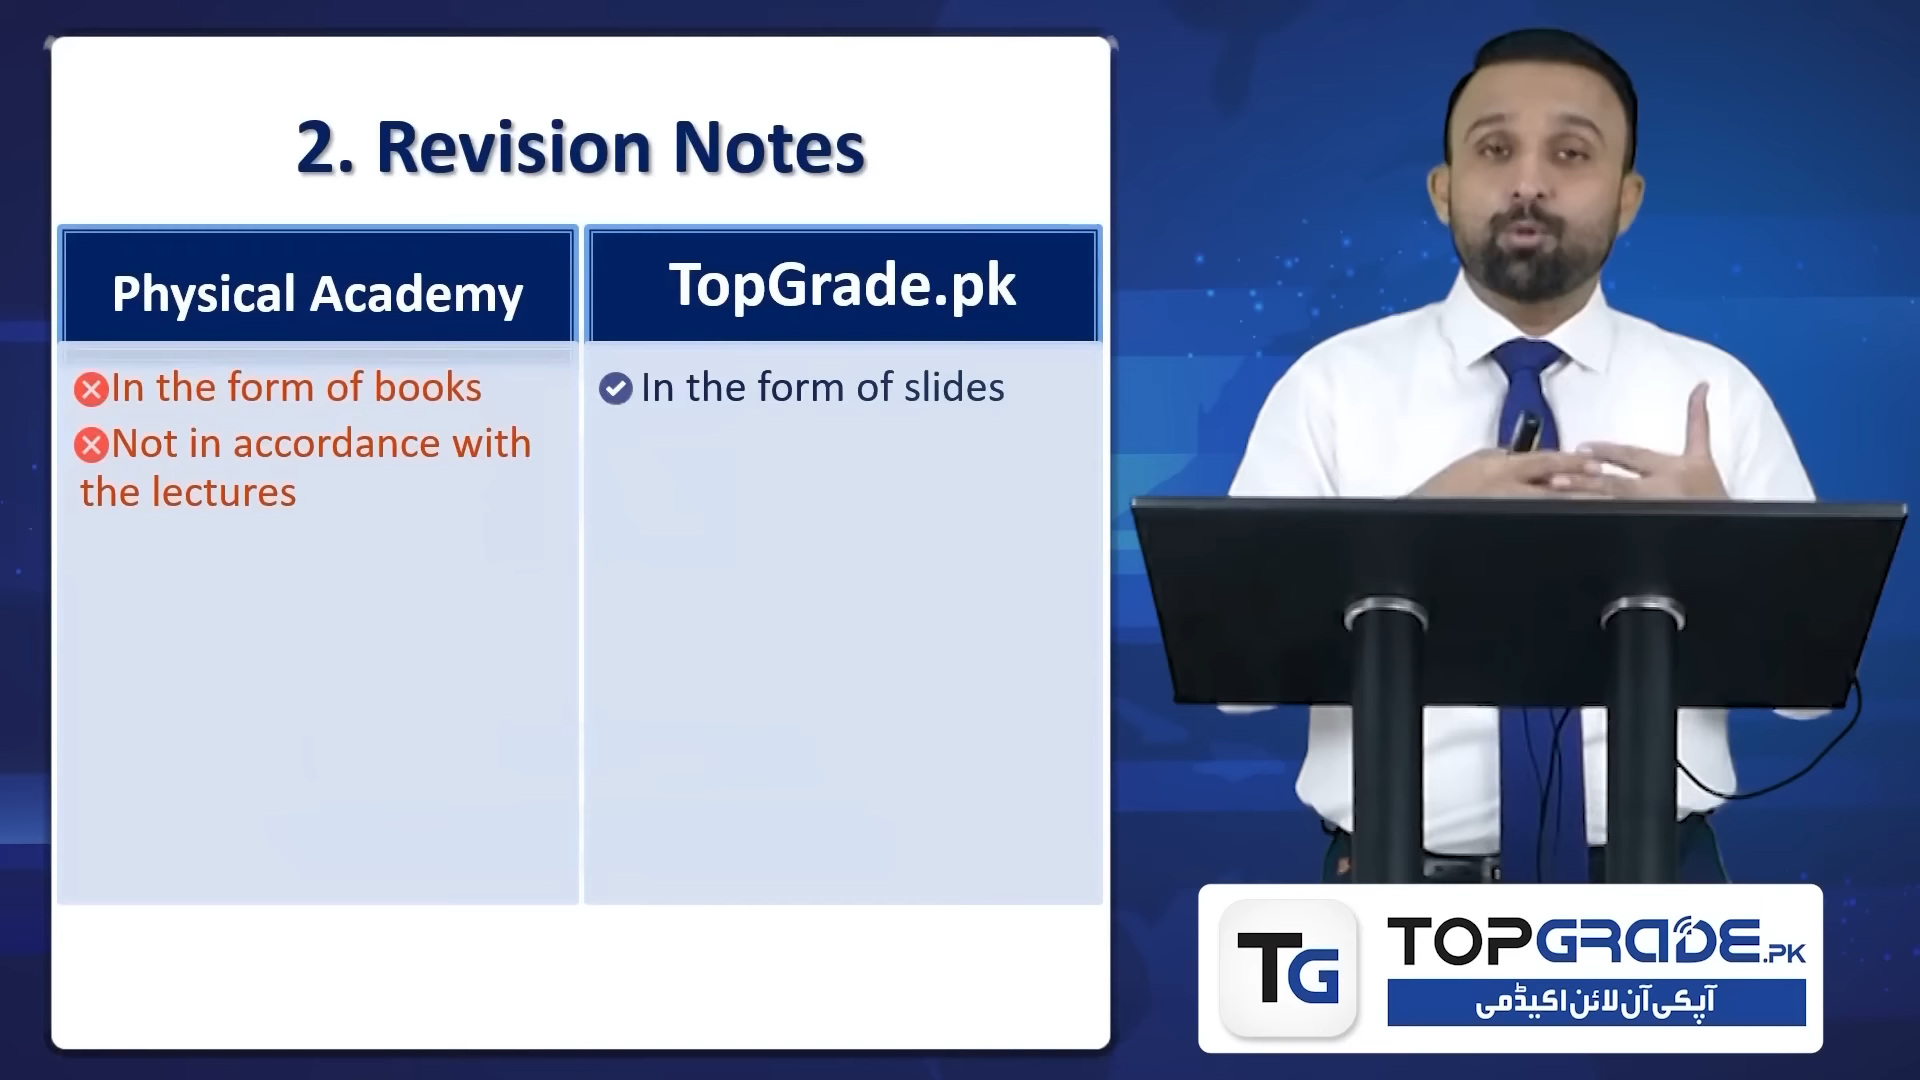 2. Revision Notes
Physical Academy
TopGrade.pk
In the form of books
Not in accordance with
the lectures
In the form of slides
TG
TOPGRADE.PK
آپکی آن لائن اکیڈمی